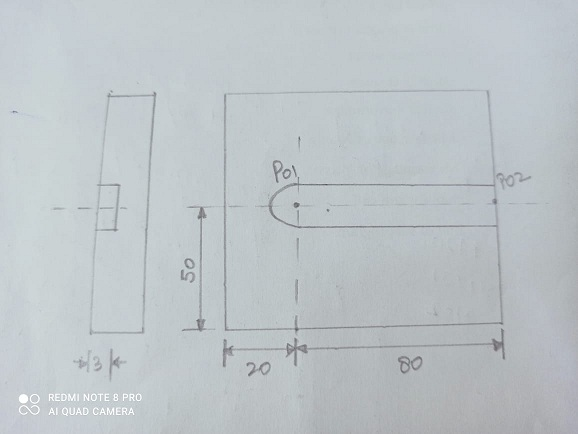 P01
P02
50
3
20
80
REDMI NOTE 8 PRO
AI QUAD CAMERA